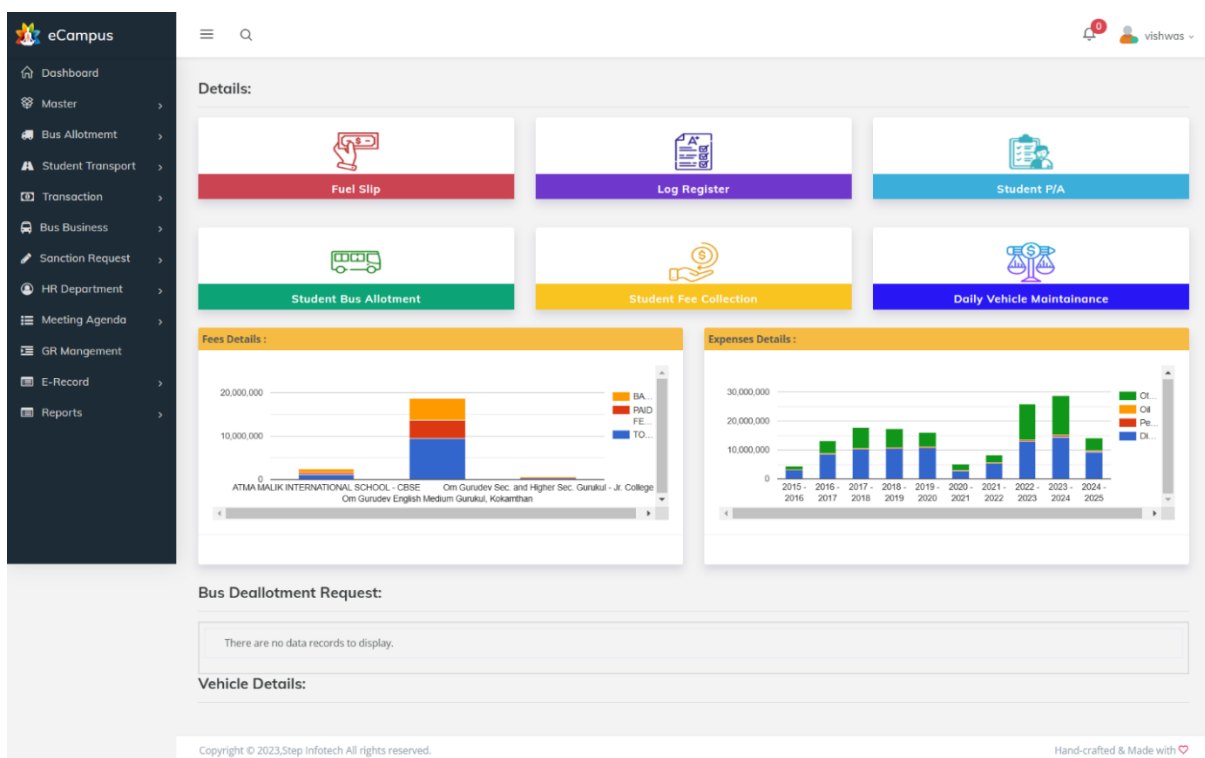 eCampus
0
vishwas
Dashboard
Master
Bus Allotmemt
Student Transport
Transaction
Bus Business
Sanction Request
HR Department
Meeting Agenda
GR Mangement
E-Record
Reports
Details:
Fuel Slip
Log Register
Student P/A
Student Bus Allotment
Student Fee Collection
Daily Vehicle Maintainance
Fees Details :
20,000,000
10,000,000
0
ATMA MALIK INTERNATIONAL SCHOOL - CBSE
Om Gurudev Sec. and Higher Sec. Gurukul - Jr. College
Om Gurudev English Medium Gurukul, Kokamthan
BA...
PAID
FE...
TO...
Expenses Details :
30,000,000
20,000,000
10,000,000
0
2015 - 2016 - 2017 - 2018 - 2019 - 2020 - 2021 - 2022 - 2023 - 2024 -
2016 2017 2018 2019 2020 2021 2022 2023 2024 2025
Ot...
Oil
Pe...
Di...
Bus Deallotment Request:
There are no data records to display.
Vehicle Details:
Copyright © 2023,Step Infotech All rights reserved.
Hand-crafted & Made with